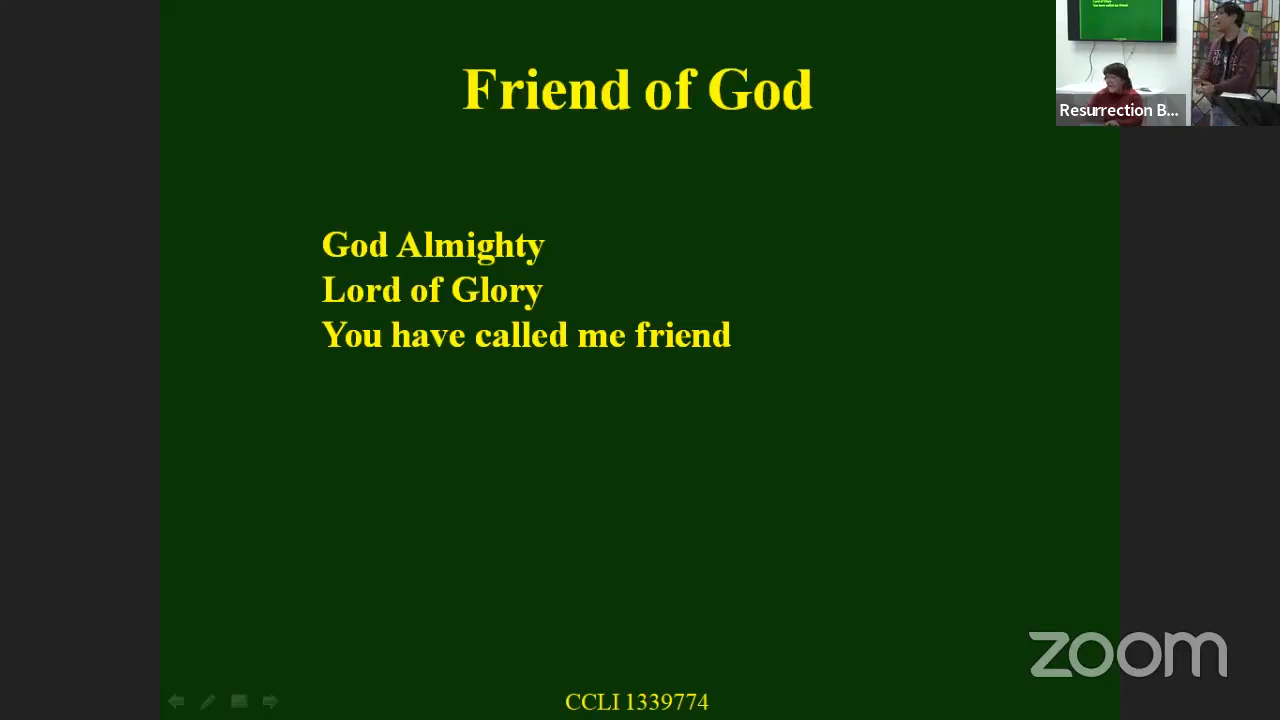 Friend of God
God Almighty
Lord of Glory
You have called me friend
CCLI 1339774
Resurrection B...
zoom